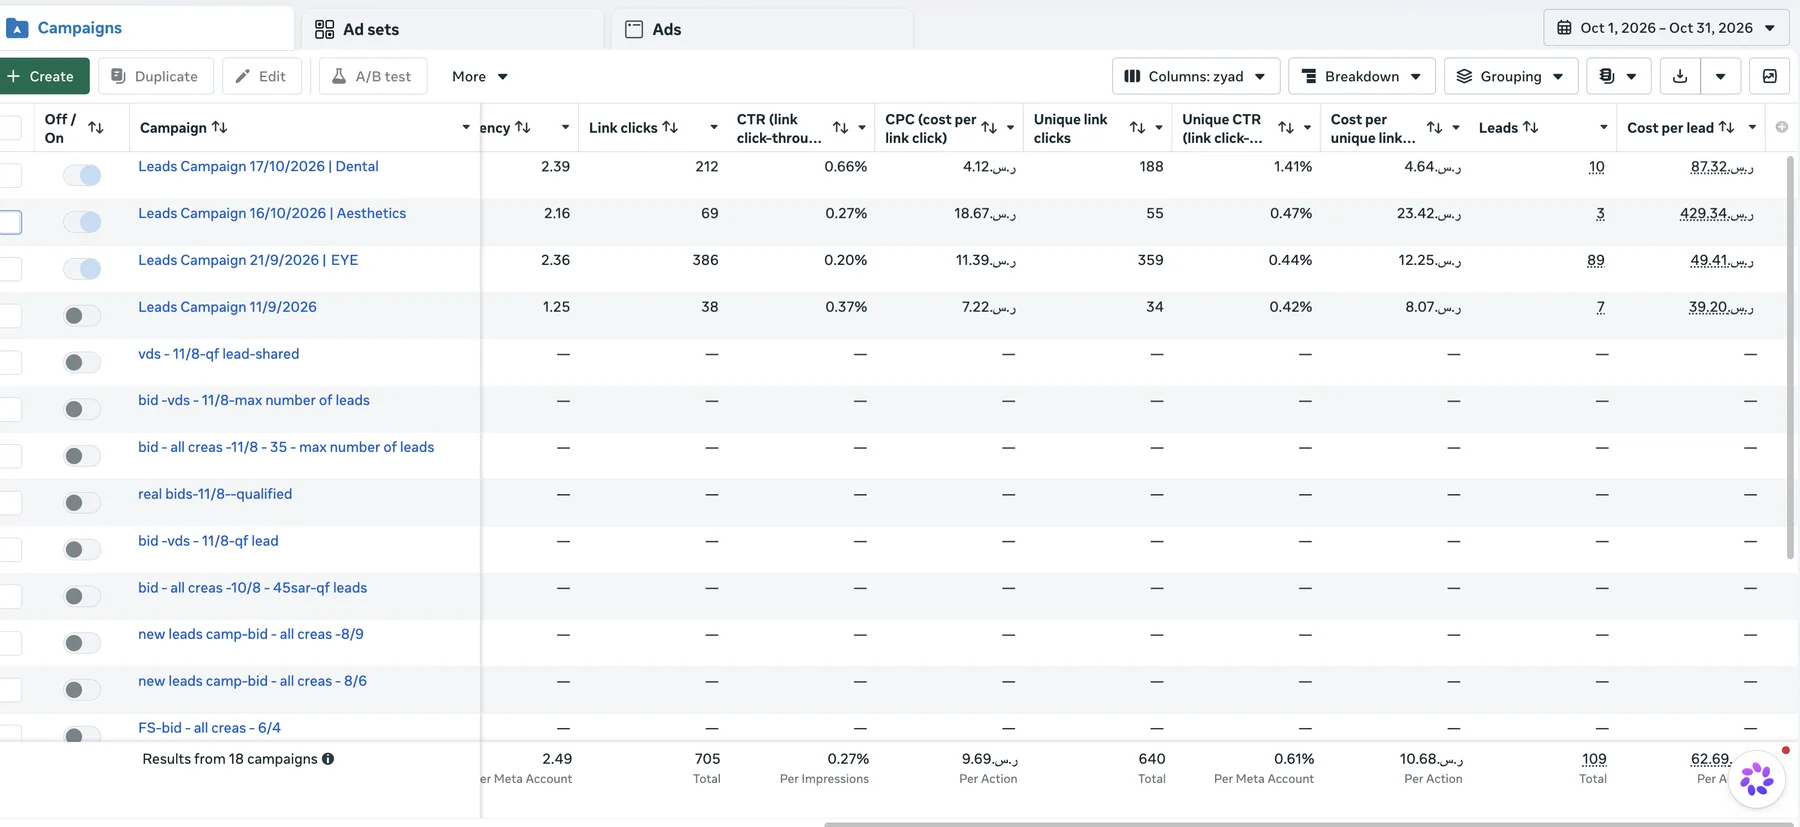 Campaigns Ad sets Ads Oct 1, 2026 – Oct 31, 2026
+ Create Duplicate Edit A/B test More Columns: zyad Breakdown Grouping
Off / On Campaign ency Link clicks CTR (link click-throu... CPC (cost per link click) Unique link clicks Unique CTR (link click-... Cost per unique link... Leads Cost per lead
Leads Campaign 17/10/2026 | Dental 2.39 212 0.66% ر.س.4.12 188 1.41% ر.س.4.64 10 ر.س.87.32
Leads Campaign 16/10/2026 | Aesthetics 2.16 69 0.27% ر.س.18.67 55 0.47% ر.س.23.42 3 ر.س.429.34
Leads Campaign 21/9/2026 | EYE 2.36 386 0.20% ر.س.11.39 359 0.44% ر.س.12.25 89 ر.س.49.41
Leads Campaign 11/9/2026 1.25 38 0.37% ر.س.7.22 34 0.42% ر.س.8.07 7 ر.س.39.20
vds - 11/8-qf lead-shared — — — — — — — — —
bid -vds - 11/8-max number of leads — — — — — — — — —
bid - all creas -11/8 - 35 - max number of leads — — — — — — — — —
real bids-11/8--qualified — — — — — — — — —
bid -vds - 11/8-qf lead — — — — — — — — —
bid - all creas -10/8 - 45sar-qf leads — — — — — — — — —
new leads camp-bid - all creas -8/9 — — — — — — — — —
new leads camp-bid - all creas - 8/6 — — — — — — — — —
FS-bid - all creas - 6/4 — — — — — — — — —
Results from 18 campaigns 2.49 705 0.27% ر.س.9.69 640 0.61% ر.س.10.68 109 62.69.
er Meta Account Total Per Impressions Per Action Total Per Meta Account Per Action Total Per A